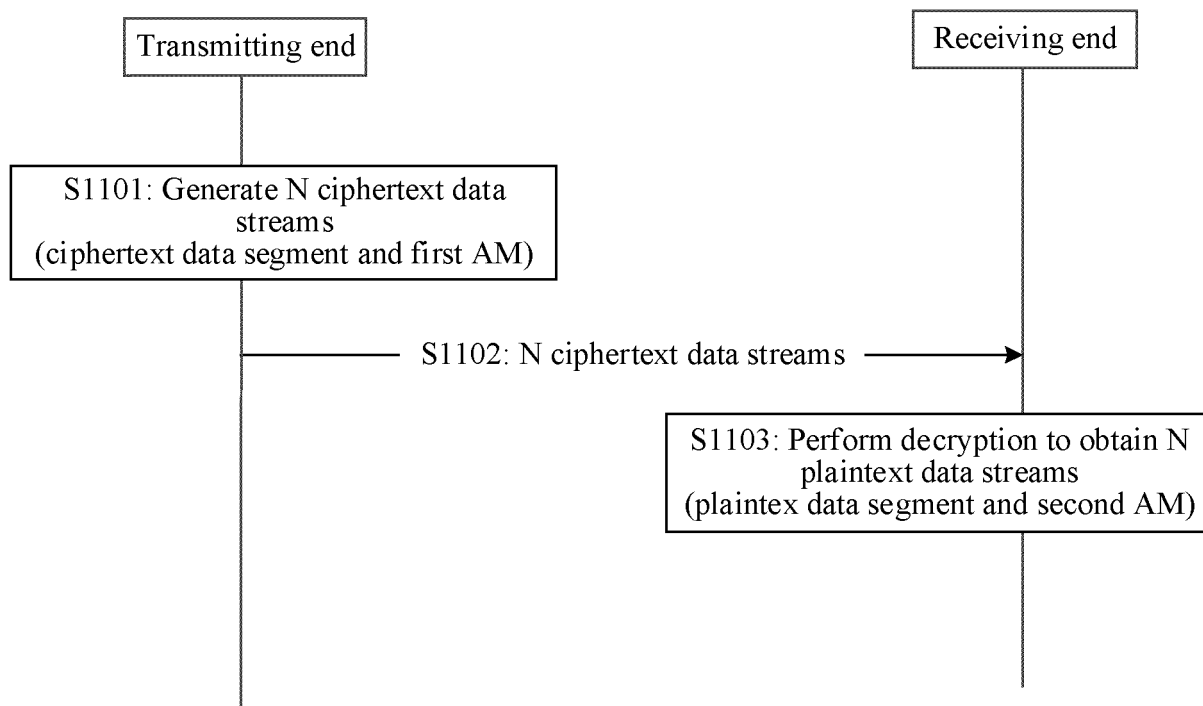 Transmitting end
Receiving end
S1101: Generate N ciphertext data
streams
(ciphertext data segment and first AM)
S1102: N ciphertext data streams
S1103: Perform decryption to obtain N
plaintext data streams
(plaintex data segment and second AM)